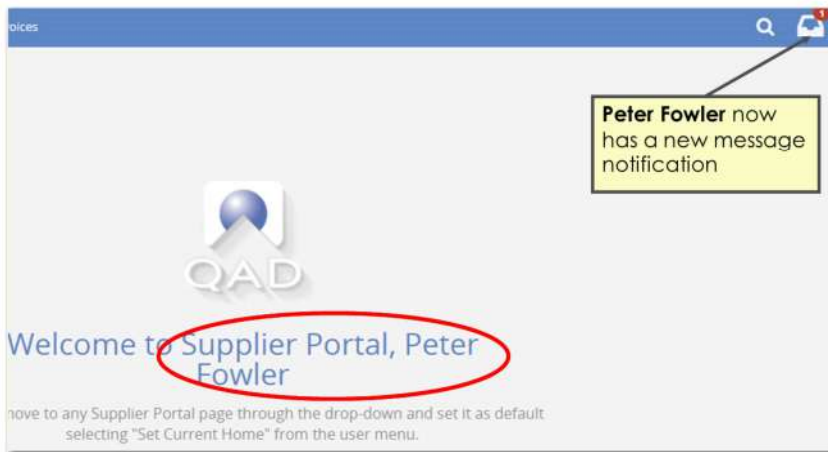 oices
1
Peter Fowler now
has a new message
notification
QAD
Welcome to Supplier Portal, Peter
Fowler
nove to any Supplier Portal page through the drop-down and set it as default
selecting "Set Current Home" from the user menu.